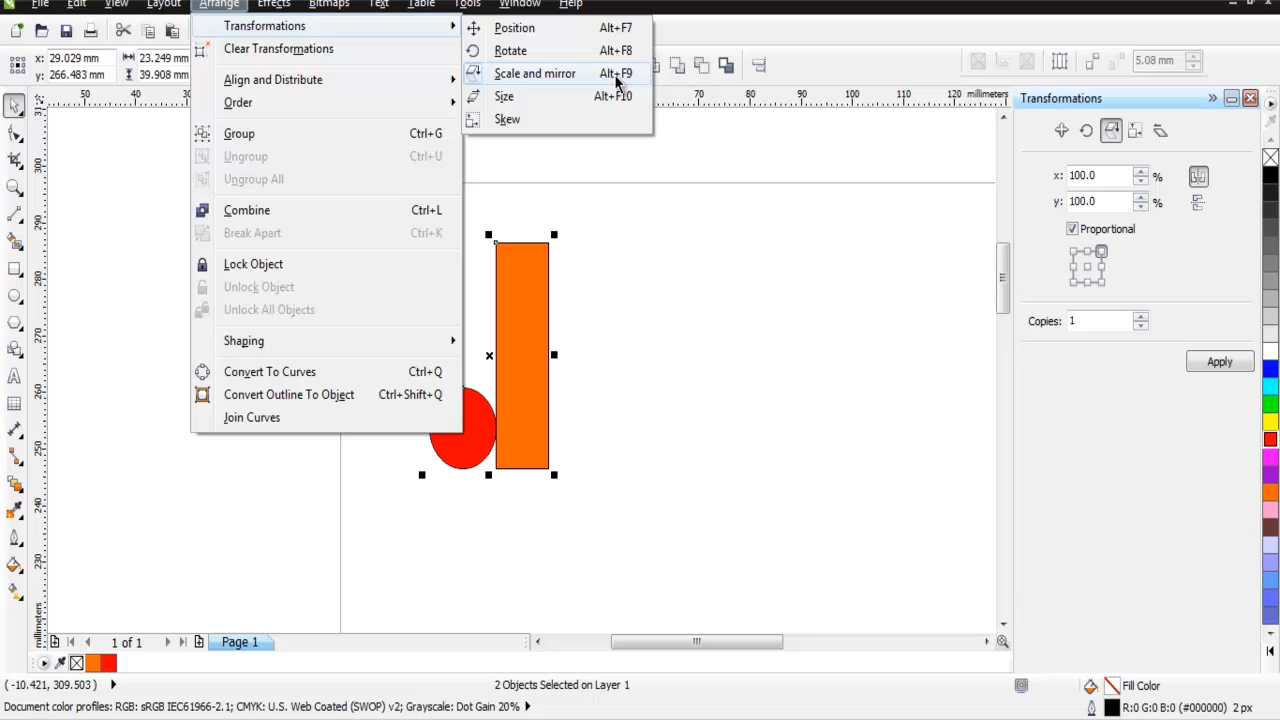 File Edit View Layout Arrange Effects Bitmaps Text Table Tools Window Help
x: 29.029 mm 23.249 mm
y: 266.483 mm 39.908 mm
5.08 mm
Transformations
Position Alt+F7
Clear Transformations
Rotate Alt+F8
Align and Distribute
Scale and mirror Alt+F9
Order
Size Alt+F10
Skew
Group Ctrl+G
Ungroup Ctrl+U
Ungroup All
Combine Ctrl+L
Break Apart Ctrl+K
Lock Object
Unlock Object
Unlock All Objects
Shaping
Convert To Curves Ctrl+Q
Convert Outline To Object Ctrl+Shift+Q
Join Curves
50 40 30 70 80 90 100 110 120 millimeters
300
290
280
270
260
250
240
230
millimeters
Transformations
x: 100.0 %
y: 100.0 %
Proportional
Copies: 1
Apply
1 of 1 Page 1
(-10.421, 309.503 ) 2 Objects Selected on Layer 1 Fill Color
Document color profiles: RGB: sRGB IEC61966-2.1; CMYK: U.S. Web Coated (SWOP) v2; Grayscale: Dot Gain 20% R:0 G:0 B:0 (#000000) 2 px